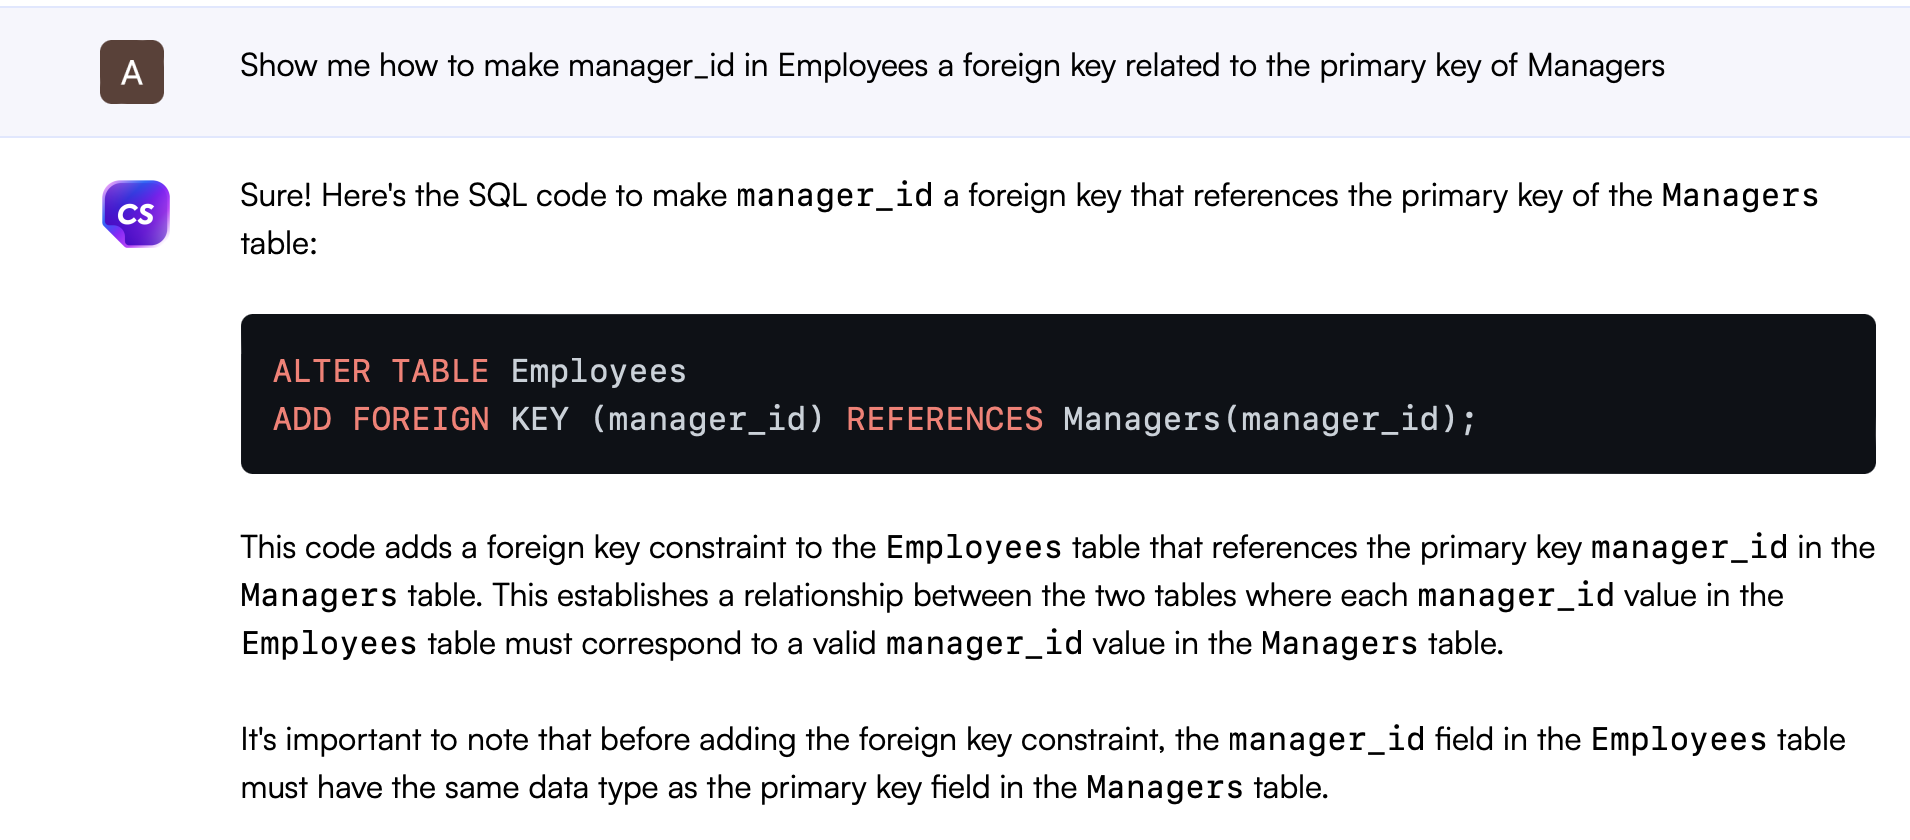 A
Show me how to make manager_id in Employees a foreign key related to the primary key of Managers
CS
Sure! Here's the SQL code to make manager_id a foreign key that references the primary key of the Managers
table:
ALTER TABLE Employees
ADD FOREIGN KEY (manager_id) REFERENCES Managers(manager_id);
This code adds a foreign key constraint to the Employees table that references the primary key manager_id in the
Managers table. This establishes a relationship between the two tables where each manager_id value in the
Employees table must correspond to a valid manager_id value in the Managers table.
It's important to note that before adding the foreign key constraint, the manager_id field in the Employees table
must have the same data type as the primary key field in the Managers table.